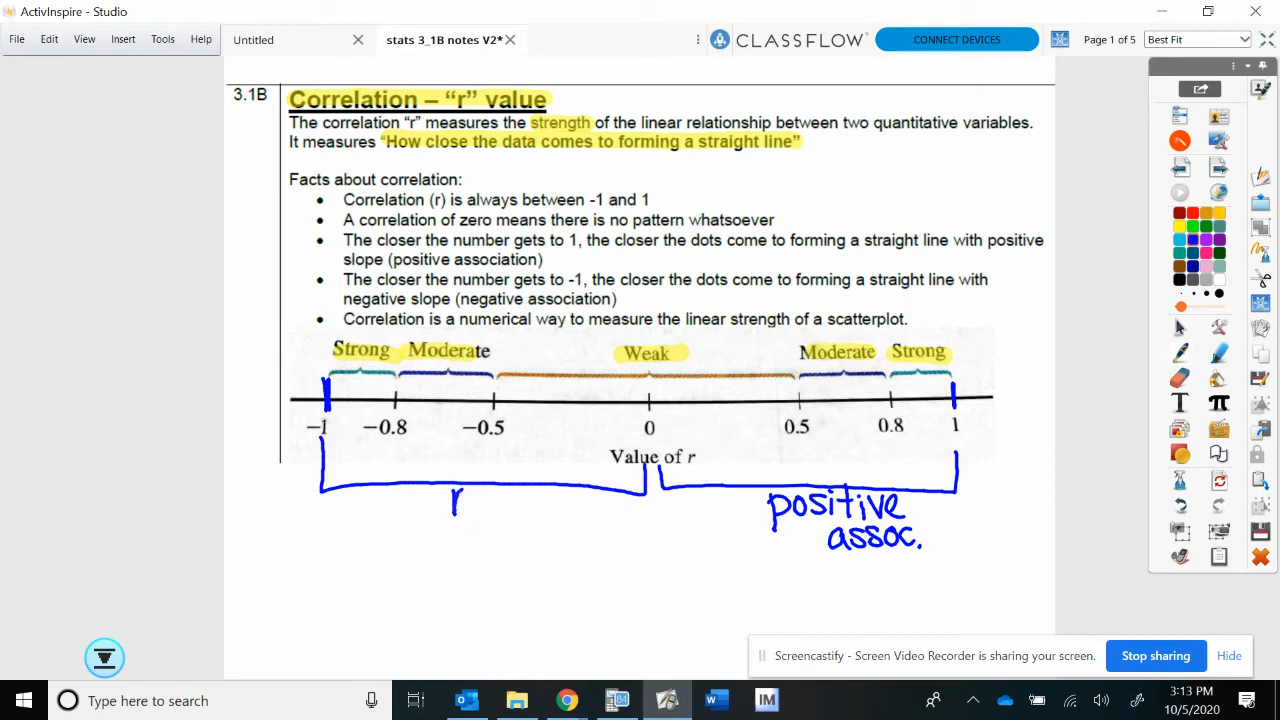 ActivInspire - Studio
File Edit View Insert Tools Help
Untitled
stats 3_1B notes V2*
CLASSFLOW
CONNECT DEVICES
Page 1 of 5
Best Fit
3.1B
Correlation – “r” value
The correlation “r” measures the strength of the linear relationship between two quantitative variables.
It measures “How close the data comes to forming a straight line”
Facts about correlation:
• Correlation (r) is always between -1 and 1
• A correlation of zero means there is no pattern whatsoever
• The closer the number gets to 1, the closer the dots come to forming a straight line with positive
slope (positive association)
• The closer the number gets to -1, the closer the dots come to forming a straight line with
negative slope (negative association)
• Correlation is a numerical way to measure the linear strength of a scatterplot.
Strong Moderate Weak Moderate Strong
−1 −0.8 −0.5 0 0.5 0.8 1
Value of r
r
positive
assoc.
Screencastify - Screen Video Recorder is sharing your screen.
Stop sharing
Hide
Type here to search
IM
3:13 PM
10/5/2020